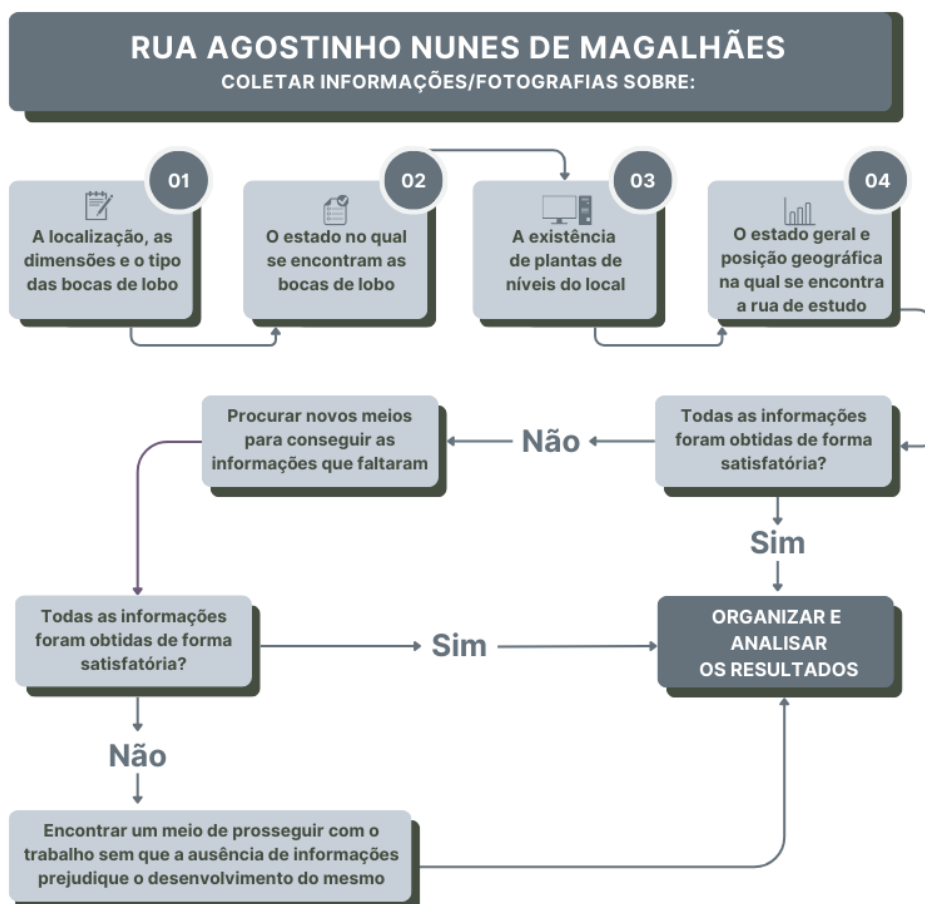 RUA AGOSTINHO NUNES DE MAGALHÃES
COLETAR INFORMAÇÕES/FOTOGRAFIAS SOBRE:
01
A localização, as
dimensões e o tipo
das bocas de lobo
02
O estado no qual
se encontram as
bocas de lobo
03
A existência
de plantas de
níveis do local
04
O estado geral e
posição geográfica
na qual se encontra
a rua de estudo
Todas as informações
foram obtidas de forma
satisfatória?
Não
Procurar novos meios
para conseguir as
informações que faltaram
Sim
Todas as informações
foram obtidas de forma
satisfatória?
Sim
ORGANIZAR E
ANALISAR
OS RESULTADOS
Não
Encontrar um meio de prosseguir com o
trabalho sem que a ausência de informações
prejudique o desenvolvimento do mesmo